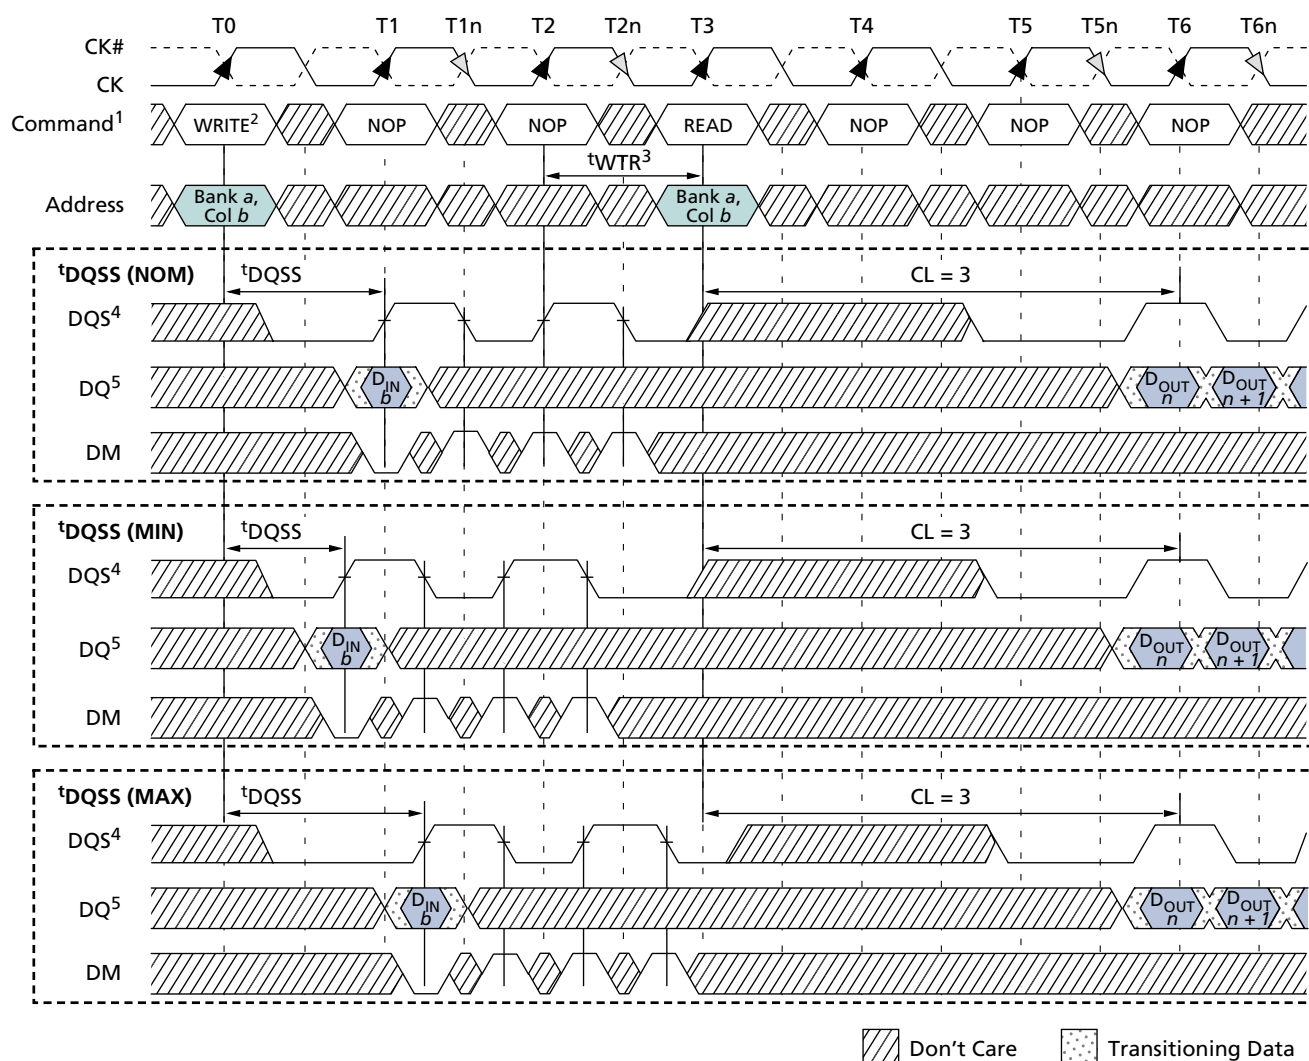 T0 T1 T1n T2 T2n T3 T4 T5 T5n T6 T6n
CK#
CK
Command1 WRITE2 NOP NOP READ NOP NOP NOP
tWTR3
Address Bank a, Col b Bank a, Col b
tDQSS (NOM) tDQSS CL = 3
DQS4
DQ5 DIN b DOUT n DOUT n + 1
DM
tDQSS (MIN) tDQSS CL = 3
DQS4
DQ5 DIN b DOUT n DOUT n + 1
DM
tDQSS (MAX) tDQSS CL = 3
DQS4
DQ5 DIN b DOUT n DOUT n + 1
DM
Don't Care Transitioning Data